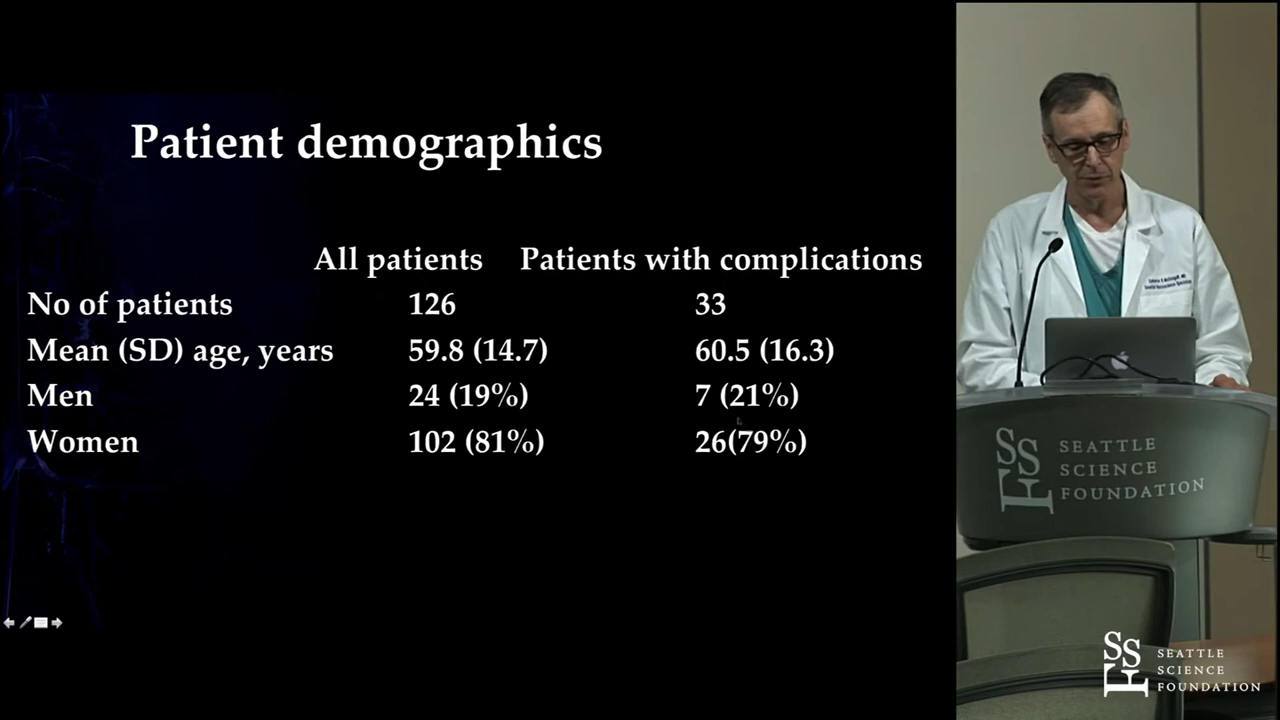 Patient demographics
All patients Patients with complications
No of patients 126 33
Mean (SD) age, years 59.8 (14.7) 60.5 (16.3)
Men 24 (19%) 7 (21%)
Women 102 (81%) 26(79%)
SSF SEATTLE
SCIENCE
FOUNDATION
SSF SEATTLE
SCIENCE
FOUNDATION